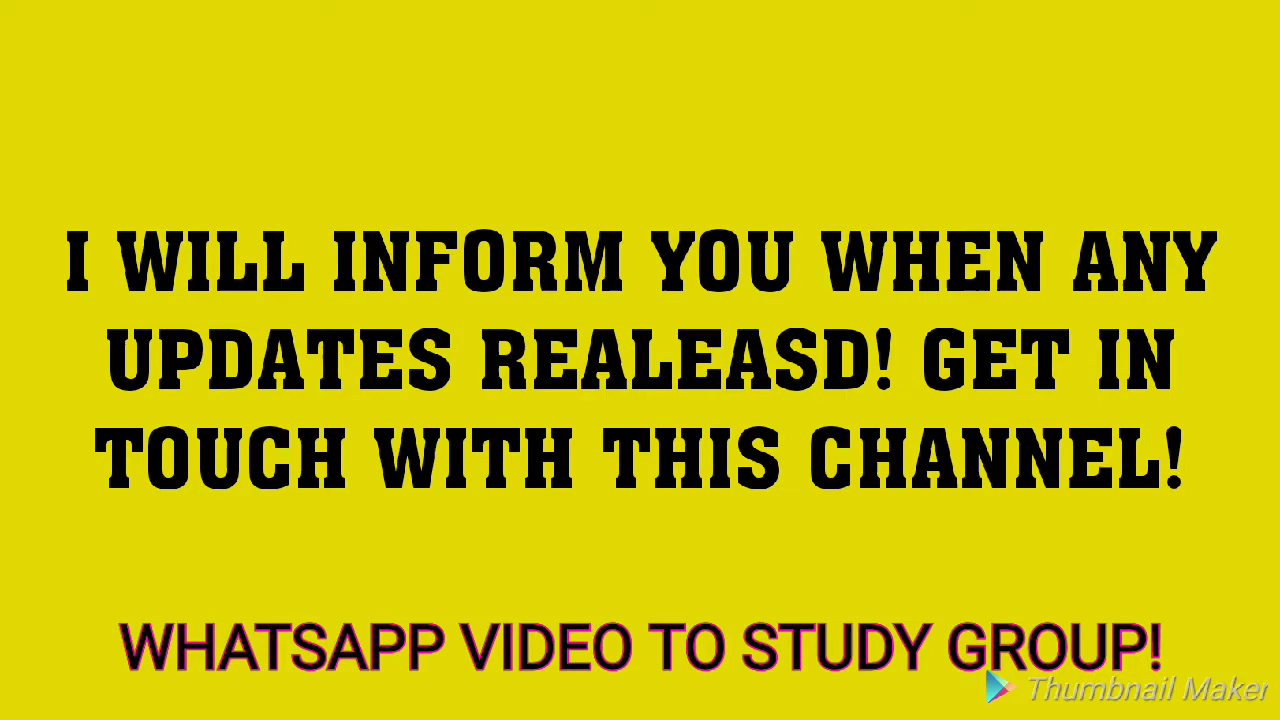 I WILL INFORM YOU WHEN ANY
UPDATES REALEASD! GET IN
TOUCH WITH THIS CHANNEL!
WHATSAPP VIDEO TO STUDY GROUP!
Thumbnail Maker